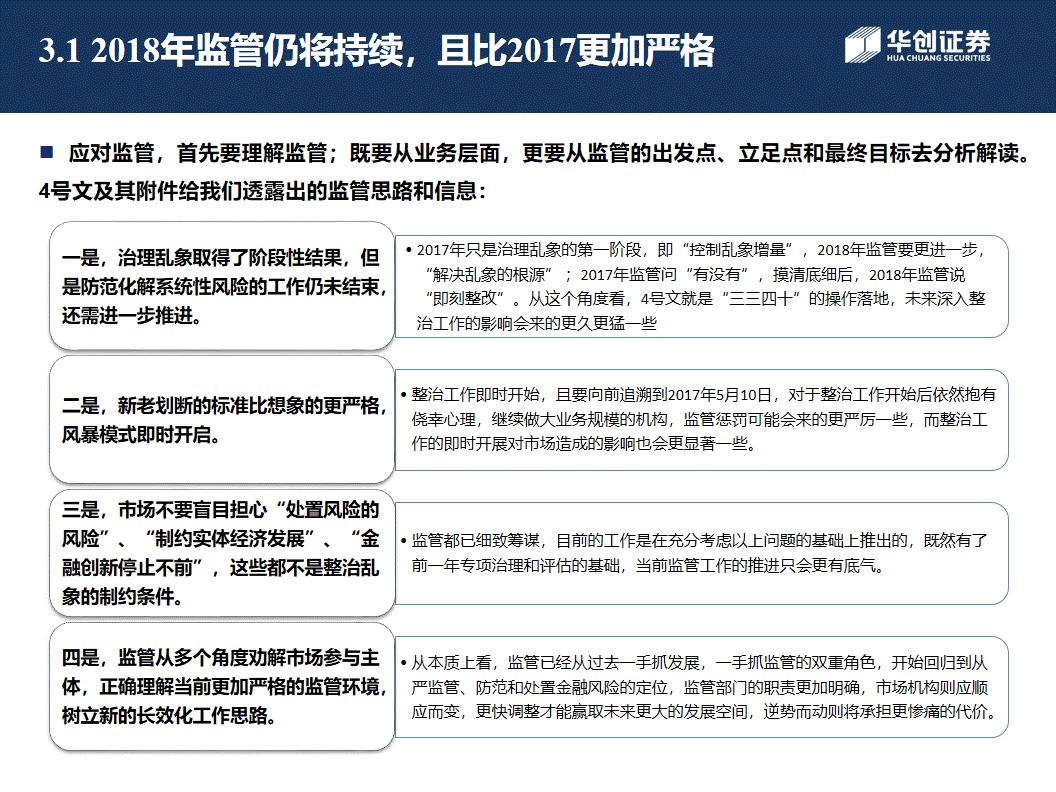 3.1 2018年监管仍将持续，且比2017更加严格
华创证券
HUA CHUANG SECURITIES
■ 应对监管，首先要理解监管；既要从业务层面，更要从监管的出发点、立足点和最终目标去分析解读。
4号文及其附件给我们透露出的监管思路和信息：
一是，治理乱象取得了阶段性结果，但
是防范化解系统性风险的工作仍未结束，
还需进一步推进。
•2017年只是治理乱象的第一阶段，即“控制乱象增量”，2018年监管要更进一步，
“解决乱象的根源”；2017年监管问“有没有”，摸清底细后，2018年监管说
“即刻整改”。从这个角度看，4号文就是“三三四十”的操作落地，未来深入整
治工作的影响会来的更久更猛一些
二是，新老划断的标准比想象的更严格，
风暴模式即时开启。
•整治工作即时开始，且要向前追溯到2017年5月10日，对于整治工作开始后依然抱有
侥幸心理，继续做大业务规模的机构，监管惩罚可能会来的更严厉一些，而整治工
作的即时开展对市场造成的影响也会更显著一些。
三是，市场不要盲目担心“处置风险的
风险”、“制约实体经济发展”、“金
融创新停止不前”，这些都不是整治乱
象的制约条件。
•监管都已细致筹谋，目前的工作是在充分考虑以上问题的基础上推出的，既然有了
前一年专项治理和评估的基础，当前监管工作的推进只会更有底气。
四是，监管从多个角度劝解市场参与主
体，正确理解当前更加严格的监管环境，
树立新的长效化工作思路。
•从本质上看，监管已经从过去一手抓发展，一手抓监管的双重角色，开始回归到从
严监管、防范和处置金融风险的定位，监管部门的职责更加明确，市场机构则应顺
应而变，更快调整才能赢取未来更大的发展空间，逆势而动则将承担更惨痛的代价。